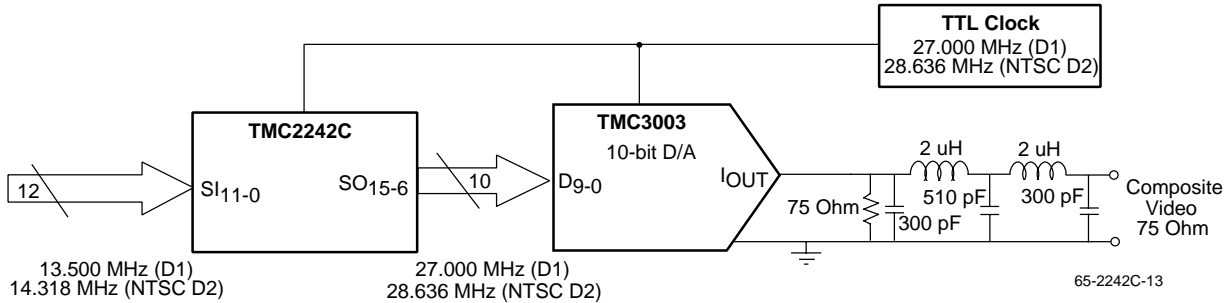 TTL Clock
27.000 MHz (D1)
28.636 MHz (NTSC D2)
TMC2242C
TMC3003
10-bit D/A
12
SI11-0
SO15-6
10
D9-0
IOUT
2 uH
2 uH
75 Ohm
300 pF
510 pF
300 pF
Composite
Video
75 Ohm
13.500 MHz (D1)
14.318 MHz (NTSC D2)
27.000 MHz (D1)
28.636 MHz (NTSC D2)
65-2242C-13